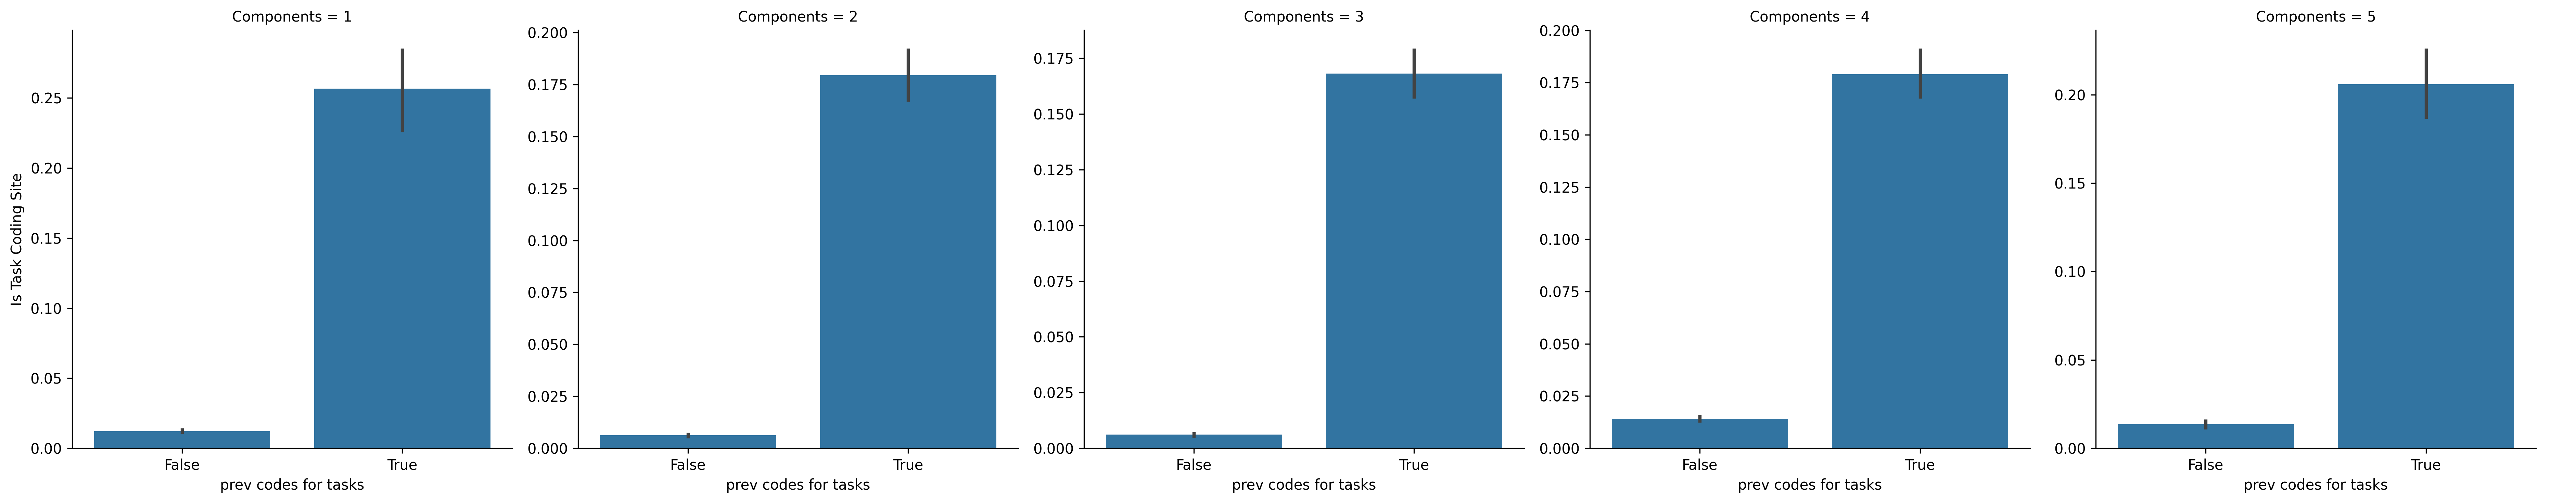 Components = 1
Is Task Coding Site
0.25
0.20
0.15
0.10
0.05
0.00
False
True
prev codes for tasks
Components = 2
0.200
0.175
0.150
0.125
0.100
0.075
0.050
0.025
0.000
False
True
prev codes for tasks
Components = 3
0.175
0.150
0.125
0.100
0.075
0.050
0.025
0.000
False
True
prev codes for tasks
Components = 4
0.200
0.175
0.150
0.125
0.100
0.075
0.050
0.025
0.000
False
True
prev codes for tasks
Components = 5
0.20
0.15
0.10
0.05
0.00
False
True
prev codes for tasks